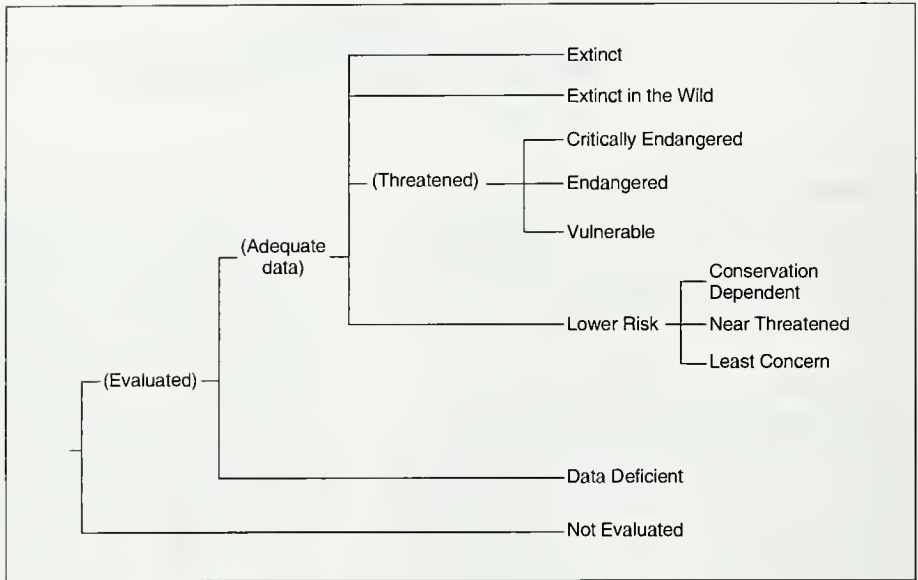 Extinct
Extinct in the Wild
Critically Endangered
(Threatened)
Endangered
Vulnerable
(Adequate
data)
Conservation
Dependent
Lower Risk
Near Threatened
Least Concern
(Evaluated)
Data Deficient
Not Evaluated